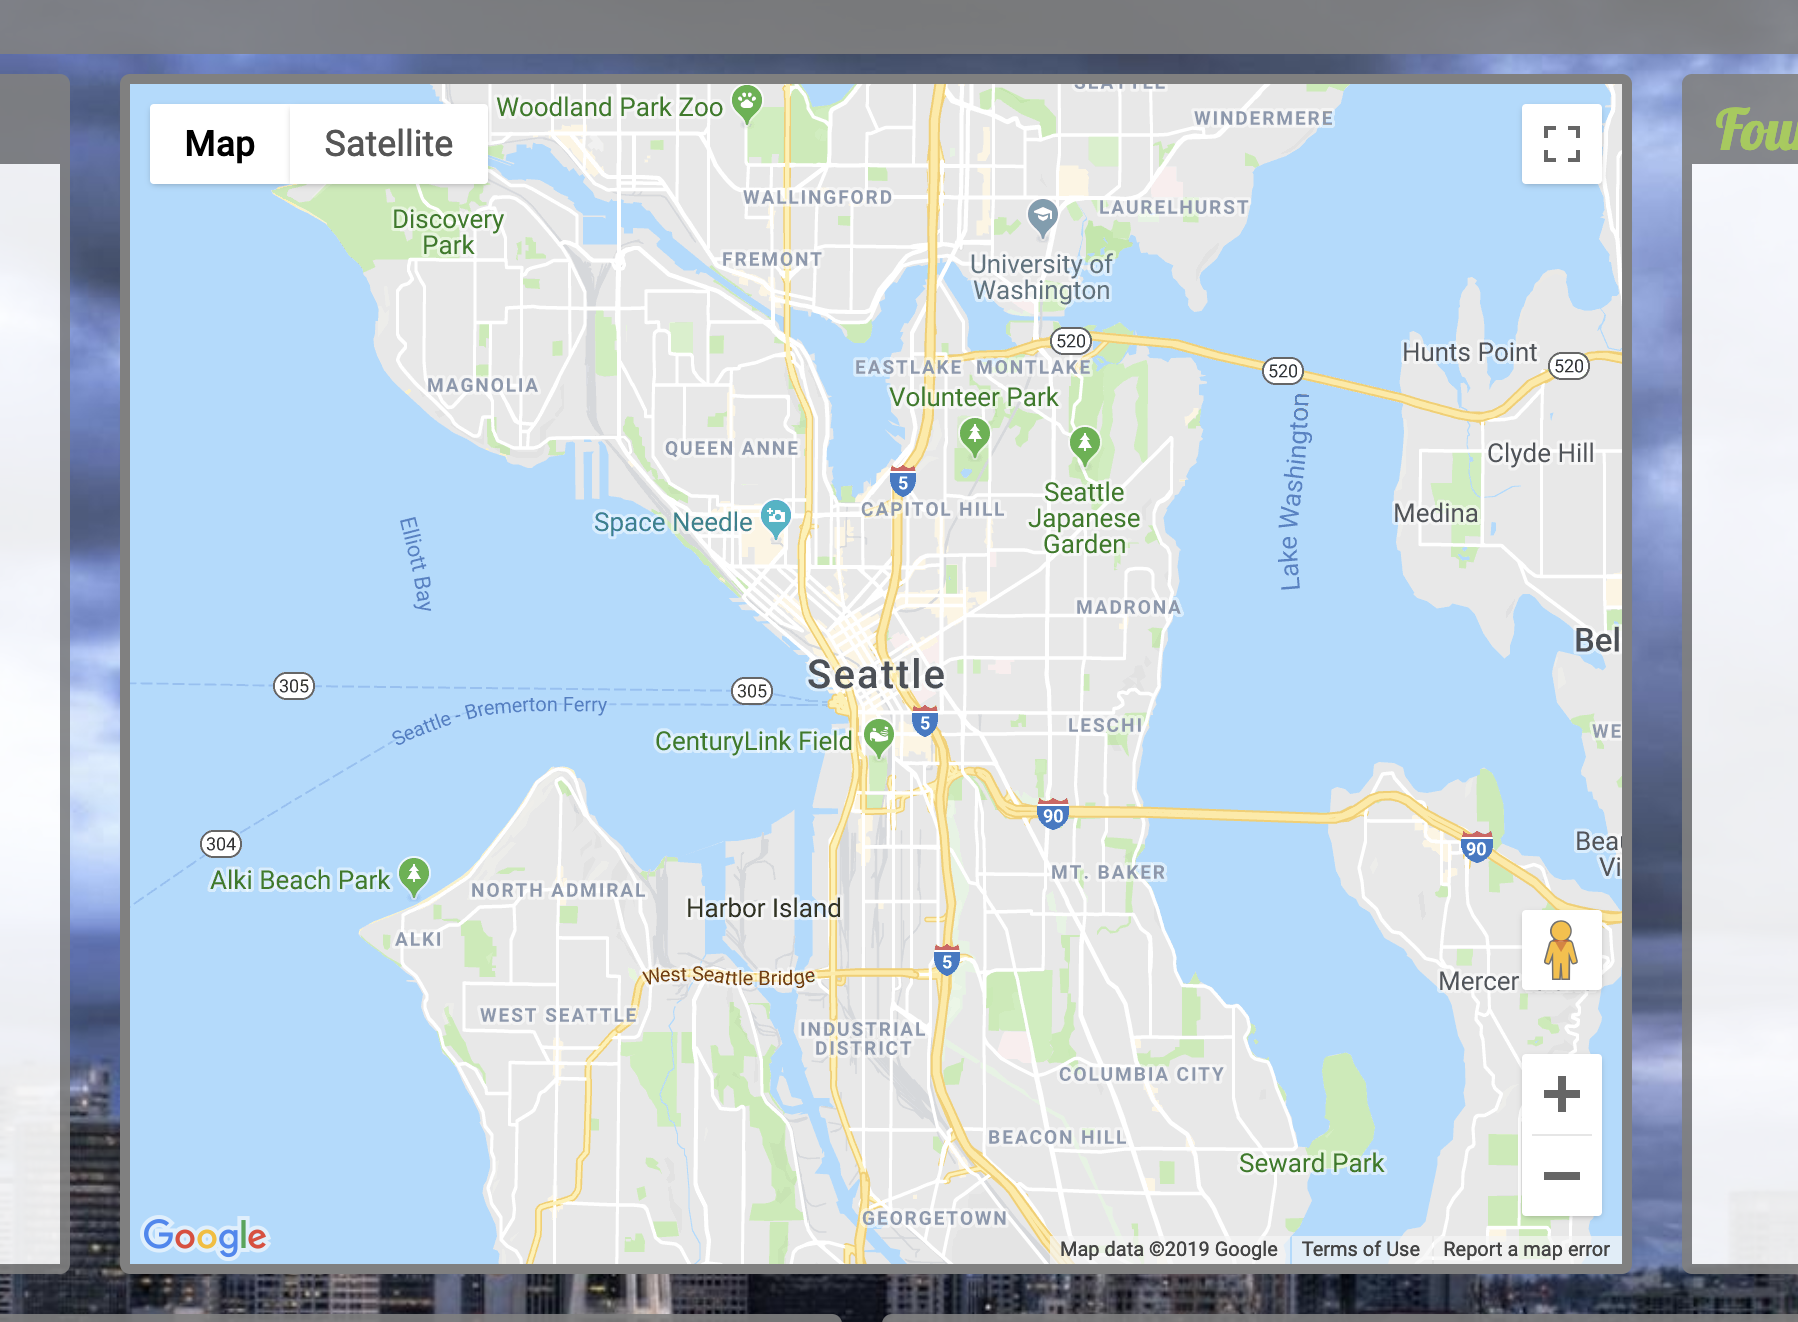 Woodland Park Zoo
SEATTLE
WINDERMERE
Map
Satellite
Discovery
Park
WALLINGFORD
LAURELHURST
FREMONT
University of
Washington
520
EASTLAKE
MONTLAKE
520
Hunts Point
520
MAGNOLIA
Volunteer Park
QUEEN ANNE
Lake Washington
Clyde Hill
5
CAPITOL HILL
Seattle
Japanese
Garden
Medina
Space Needle
Elliott Bay
MADRONA
Bel
Seattle
305
305
Seattle - Bremerton Ferry
5
LESCHI
WE
CenturyLink Field
90
304
90
Beau
Vi
Alki Beach Park
NORTH ADMIRAL
MT. BAKER
Harbor Island
ALKI
5
West Seattle Bridge
Mercer
WEST SEATTLE
INDUSTRIAL
DISTRICT
COLUMBIA CITY
BEACON HILL
Seward Park
GEORGETOWN
Google
Map data ©2019 Google
Terms of Use
Report a map error
Fou